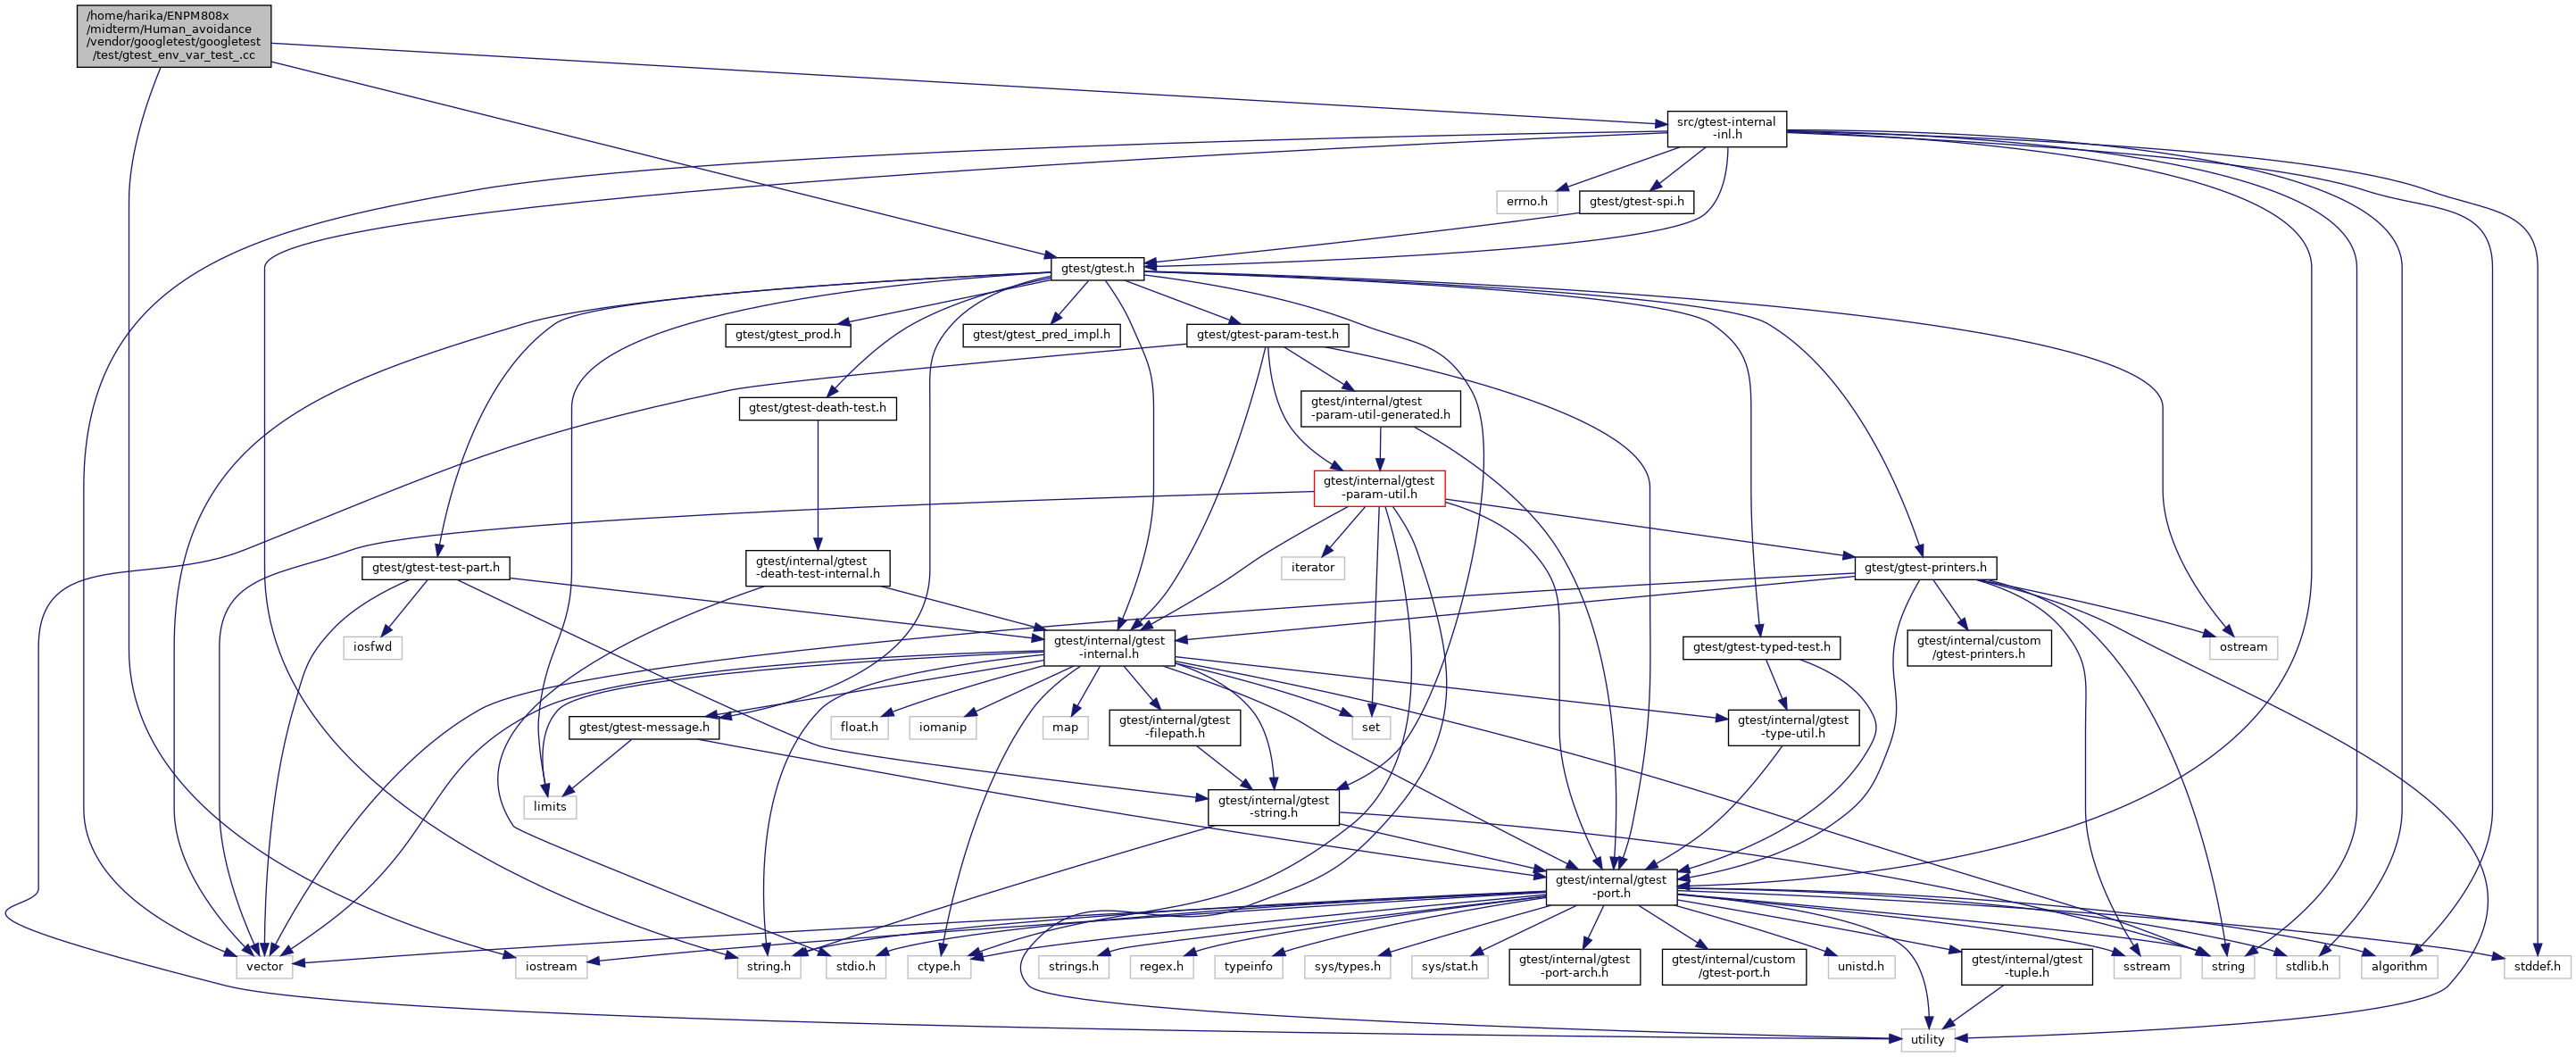 /home/harika/ENPM808x
/midterm/Human_avoidance
/vendor/googletest/googletest
/test/gtest_env_var_test_.cc
src/gtest-internal
-inl.h
errno.h
gtest/gtest-spi.h
gtest/gtest.h
gtest/gtest_prod.h
gtest/gtest_pred_impl.h
gtest/gtest-param-test.h
gtest/gtest-death-test.h
gtest/internal/gtest
-param-util-generated.h
gtest/internal/gtest
-param-util.h
gtest/gtest-test-part.h
gtest/internal/gtest
-death-test-internal.h
iterator
gtest/gtest-printers.h
iosfwd
gtest/internal/gtest
-internal.h
gtest/gtest-typed-test.h
gtest/internal/custom
/gtest-printers.h
ostream
gtest/gtest-message.h
float.h
iomanip
map
gtest/internal/gtest
-filepath.h
set
gtest/internal/gtest
-type-util.h
limits
gtest/internal/gtest
-string.h
gtest/internal/gtest
-port.h
vector
iostream
string.h
stdio.h
ctype.h
strings.h
regex.h
typeinfo
sys/types.h
sys/stat.h
gtest/internal/gtest
-port-arch.h
gtest/internal/custom
/gtest-port.h
unistd.h
gtest/internal/gtest
-tuple.h
sstream
string
stdlib.h
algorithm
stddef.h
utility